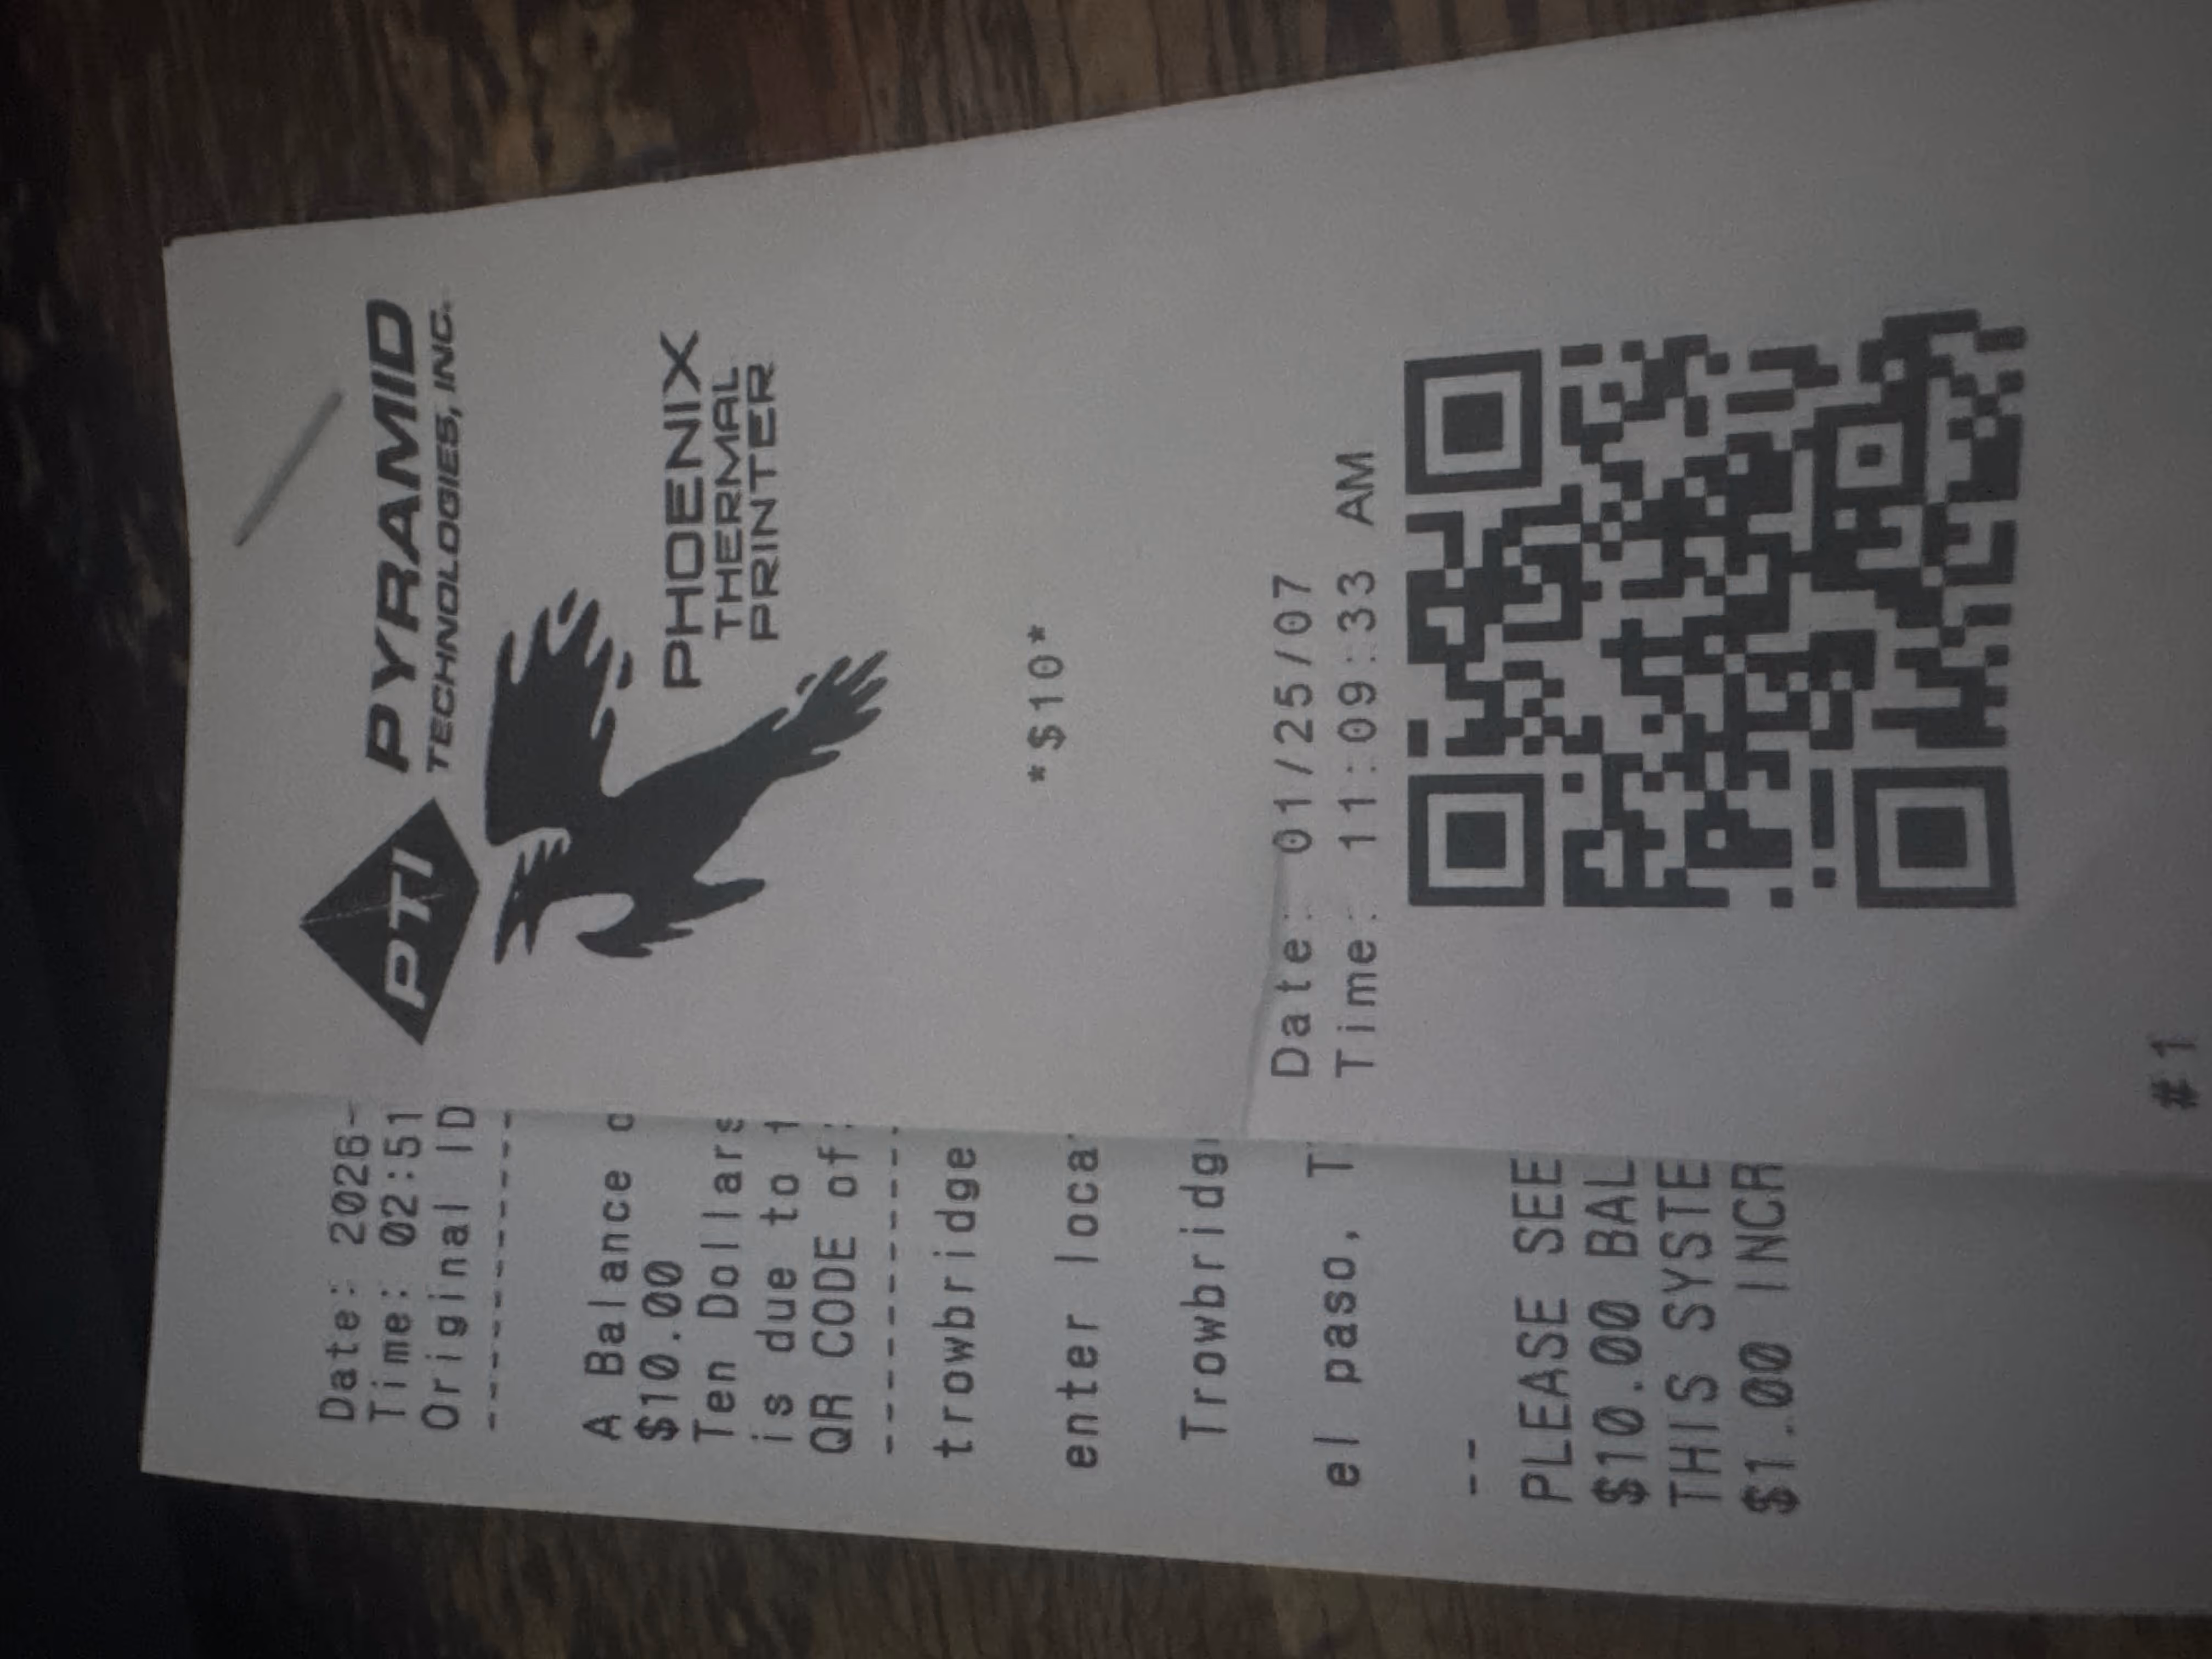 PTI
PYRAMID
TECHNOLOGIES, INC.
PHOENIX
THERMAL
PRINTER
*$10*
Date: 01/25/07
Time: 11:09:33 AM
#1
Date: 2026-
Time: 02:51
Original ID
------------
A Balance
$10.00
Ten Dollars
is due to
QR CODE of
------------
trowbridge
enter loca
Trowbridg
el paso, T
--
PLEASE SEE
$10.00 BAL
THIS SYSTE
$1.00 INCR